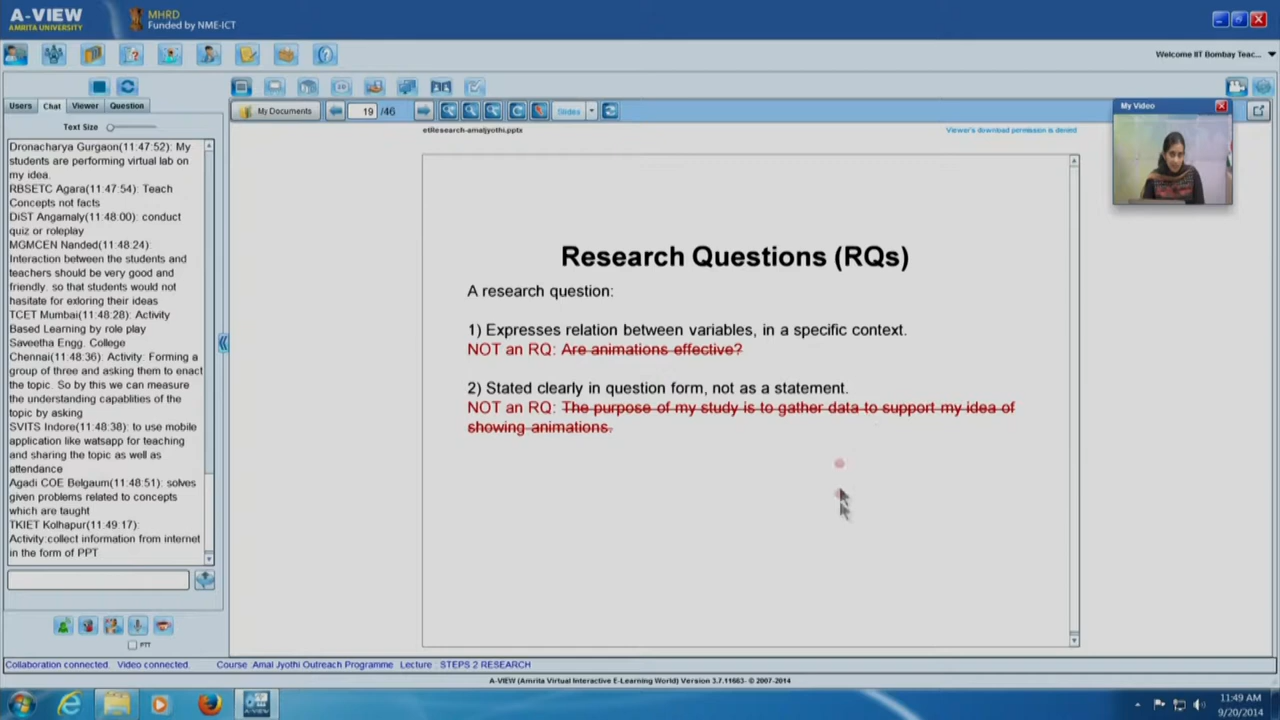 A-VIEW
AMRITA UNIVERSITY
MHRD
Funded by NME-ICT
Welcome IIT Bombay Teac...
Users Chat Viewer Question
Text Size
My Documents 19 /46 Slides
My Video
etResearch-amaljyothi.pptx
Viewer's download permission is denied
Dronacharya Gurgaon(11:47:52): My
students are performing virtual lab on
my idea.
RBSETC Agara(11:47:54): Teach
Concepts not facts
DiST Angamaly(11:48:00): conduct
quiz or roleplay
MGMCEN Nanded(11:48:24):
Interaction between the students and
teachers should be very good and
friendly. so that students would not
hasitate for exloring their ideas
TCET Mumbai(11:48:28): Activity
Based Learning by role play
Saveetha Engg. College
Chennai(11:48:36): Activity: Forming a
group of three and asking them to enact
the topic. So by this we can measure
the understanding capablities of the
topic by asking
SVITS Indore(11:48:38): to use mobile
application like watsapp for teaching
and sharing the topic as well as
attendance
Agadi COE Belgaum(11:48:51): solves
given problems related to concepts
which are taught
TKIET Kolhapur(11:49:17):
Activity:collect information from internet
in the form of PPT
PTT
Research Questions (RQs)
A research question:
1) Expresses relation between variables, in a specific context.
NOT an RQ: Are animations effective?
2) Stated clearly in question form, not as a statement.
NOT an RQ: The purpose of my study is to gather data to support my idea of
showing animations.
Collaboration connected. Video connected. Course : Amal Jyothi Outreach Programme Lecture : STEPS 2 RESEARCH
A-VIEW (Amrita Virtual Interactive E-Learning World) Version 3.7.11663- © 2007-2014
11:49 AM
9/20/2014